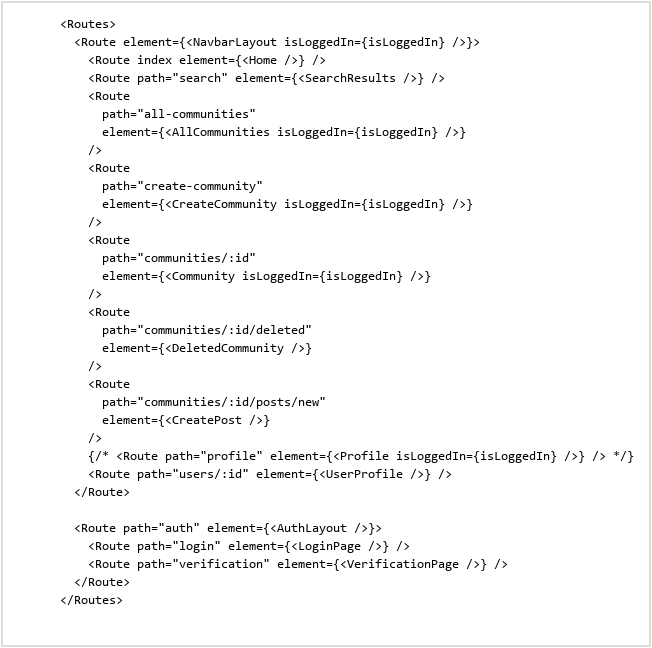 <Routes>
<Route element={<NavbarLayout isLoggedIn={isLoggedIn} />}>
<Route index element={<Home />} />
<Route path="search" element={<SearchResults />} />
<Route
path="all-communities"
element={<AllCommunities isLoggedIn={isLoggedIn} />}
/>
<Route
path="create-community"
element={<CreateCommunity isLoggedIn={isLoggedIn} />}
/>
<Route
path="communities/:id"
element={<Community isLoggedIn={isLoggedIn} />}
/>
<Route
path="communities/:id/deleted"
element={<DeletedCommunity />}
/>
<Route
path="communities/:id/posts/new"
element={<CreatePost />}
/>
{/* <Route path="profile" element={<Profile isLoggedIn={isLoggedIn} />} /> */}
<Route path="users/:id" element={<UserProfile />} />
</Route>
<Route path="auth" element={<AuthLayout />}>
<Route path="login" element={<LoginPage />} />
<Route path="verification" element={<VerificationPage />} />
</Route>
</Routes>